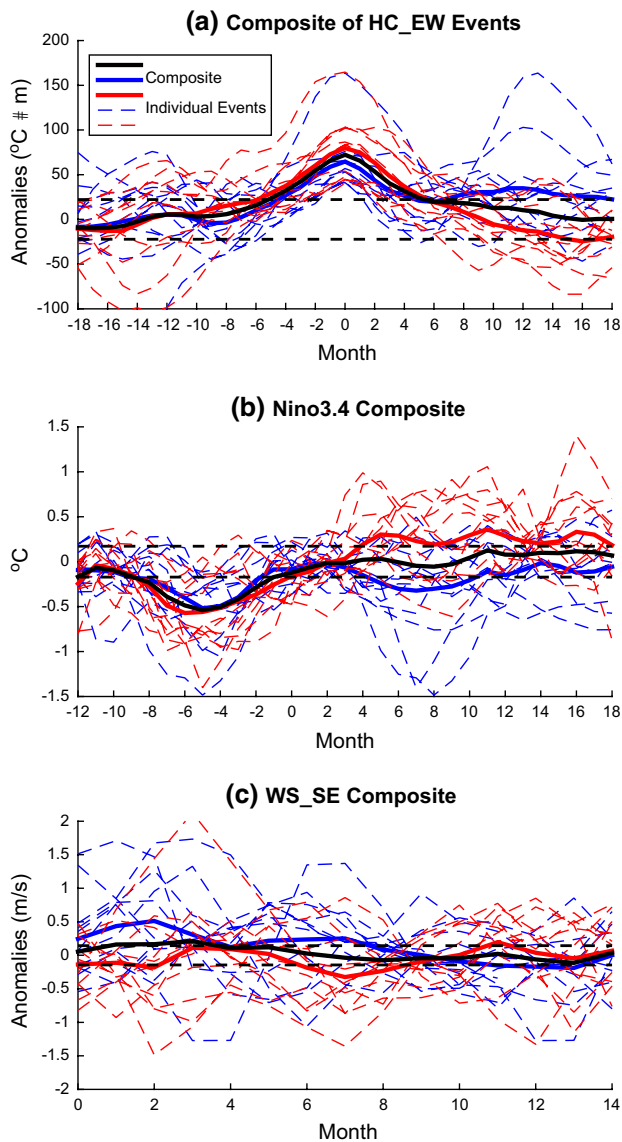 (a) Composite of HC_EW Events
200
150
100
50
0
-50
-100
Anomalies (ºC # m)
Composite
Individual Events
-18 -16 -14 -12 -10 -8 -6 -4 -2 0 2 4 6 8 10 12 14 16 18
Month
(b) Nino3.4 Composite
1.5
1
0.5
0
-0.5
-1
-1.5
ºC
-12 -10 -8 -6 -4 -2 0 2 4 6 8 10 12 14 16 18
Month
(c) WS_SE Composite
2
1.5
1
0.5
0
-0.5
-1
-1.5
-2
Anomalies (m/s)
0 2 4 6 8 10 12 14
Month